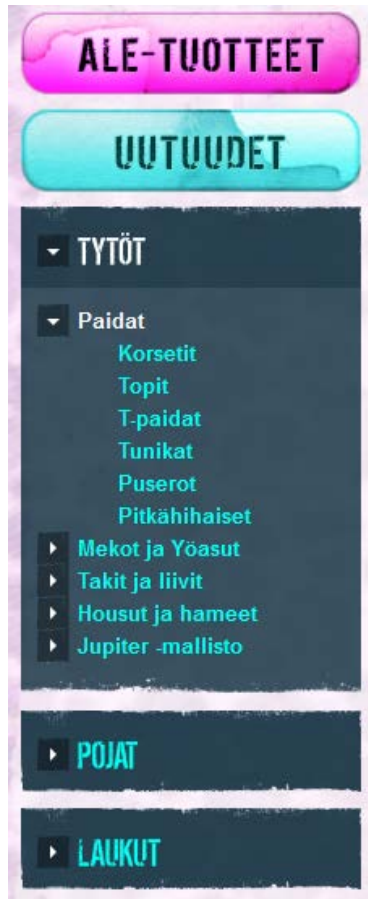 ALE-TUOTTEET
UUTUUDET
TYTÖT
Paidat
Korsetit
Topit
T-paidat
Tunikat
Puserot
Pitkähihaiset
Mekot ja Yöasut
Takit ja liivit
Housut ja hameet
Jupiter -mallisto
POJAT
LAUKUT